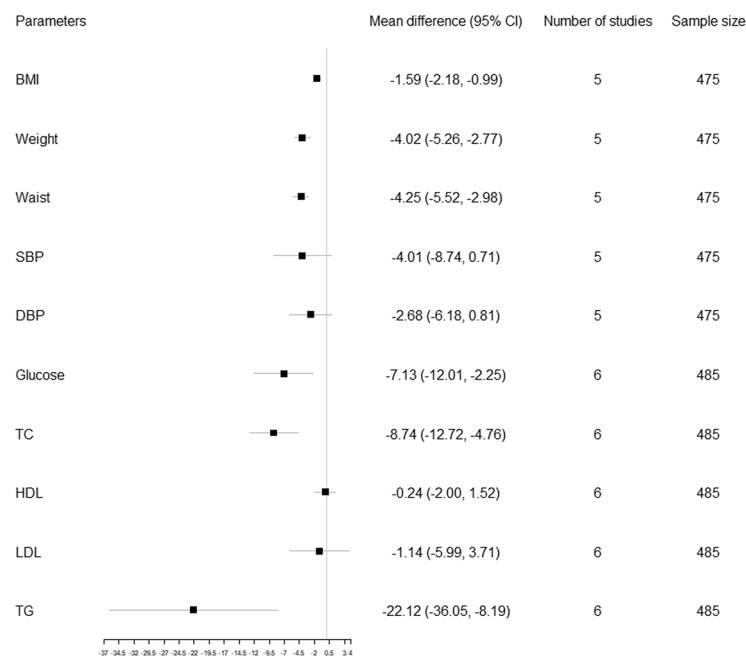 Parameters Mean difference (95% CI) Number of studies Sample size
BMI -1.59 (-2.18, -0.99) 5 475
Weight -4.02 (-5.26, -2.77) 5 475
Waist -4.25 (-5.52, -2.98) 5 475
SBP -4.01 (-8.74, 0.71) 5 475
DBP -2.68 (-6.18, 0.81) 5 475
Glucose -7.13 (-12.01, -2.25) 6 485
TC -8.74 (-12.72, -4.76) 6 485
HDL -0.24 (-2.00, 1.52) 6 485
LDL -1.14 (-5.99, 3.71) 6 485
TG -22.12 (-36.05, -8.19) 6 485
-37 -34.5 -32 -29.5 -27 -24.5 -22 -19.5 -17 -14.5 -12 -9.5 -7 -4.5 -2 0.5 3 4